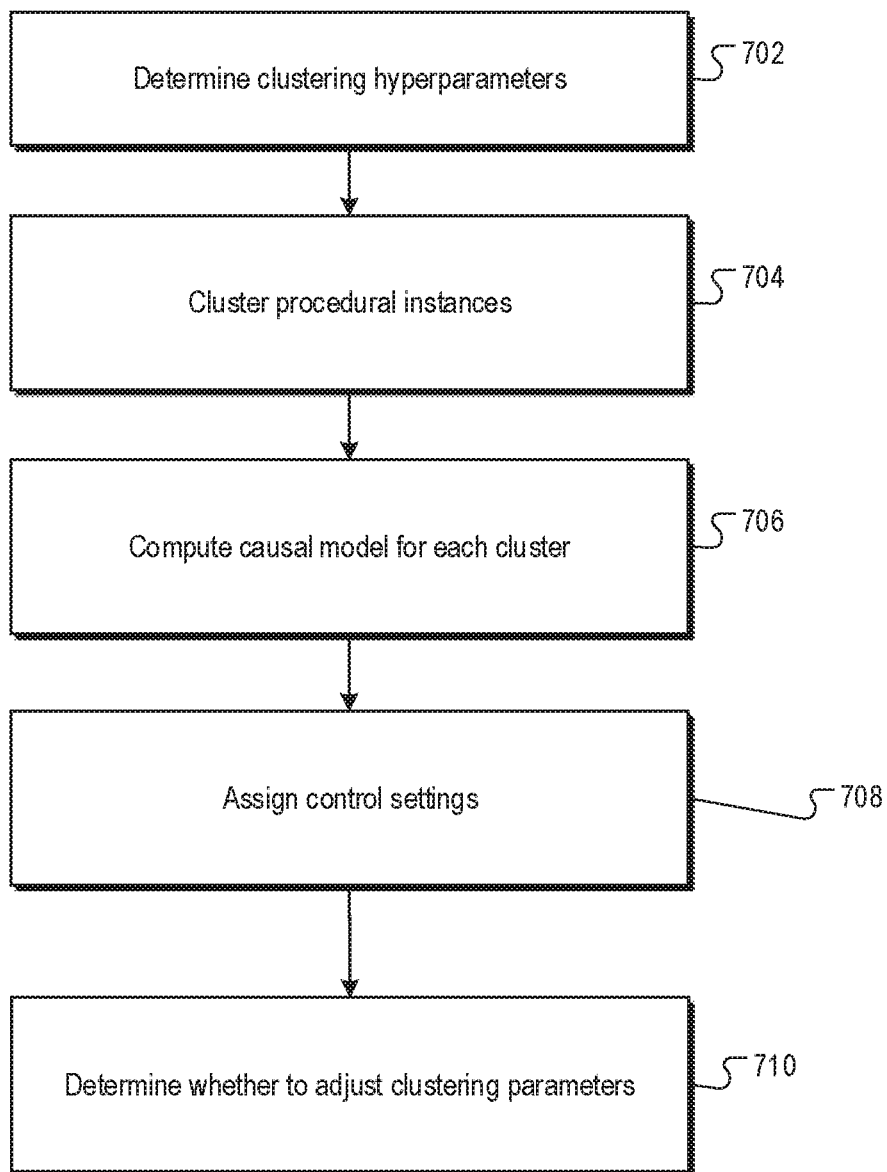 Determine clustering hyperparameters
702
Cluster procedural instances
704
Compute causal model for each cluster
706
Assign control settings
708
Determine whether to adjust clustering parameters
710